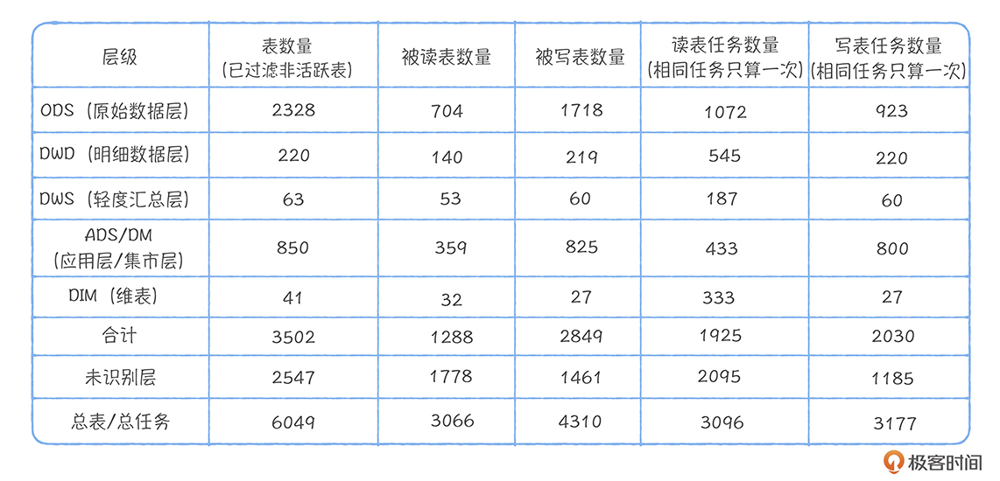 层级 表数量 (已过滤非活跃表) 被读表数量 被写表数量 读表任务数量 (相同任务只算一次) 写表任务数量 (相同任务只算一次)
ODS (原始数据层) 2328 704 1718 1072 923
DWD (明细数据层) 220 140 219 545 220
DWS (轻度汇总层) 63 53 60 187 60
ADS/DM (应用层/集市层) 850 359 825 433 800
DIM (维表) 41 32 27 333 27
合计 3502 1288 2849 1925 2030
未识别层 2547 1778 1461 2095 1185
总表/总任务 6049 3066 4310 3096 3177
极客时间